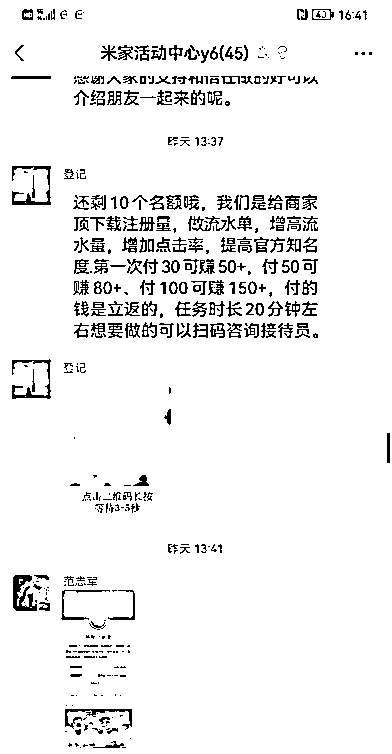 16:41
米家活动中心y6(45)
感谢大家的支持和信任做的好可以
介绍朋友一起来的呢。
昨天 13:37
登记
还剩10个名额哦，我们是给商家
顶下载注册量，做流水单，增高流
水量，增加点击率，提高官方知名
度.第一次付30可赚50+，付50可
赚80+、付100可赚150+，付的
钱是立返的，任务时长20分钟左
右想要做的可以扫码咨询接待员。
登记
点击二维码长按
等待3-5秒
昨天 13:41
范志军